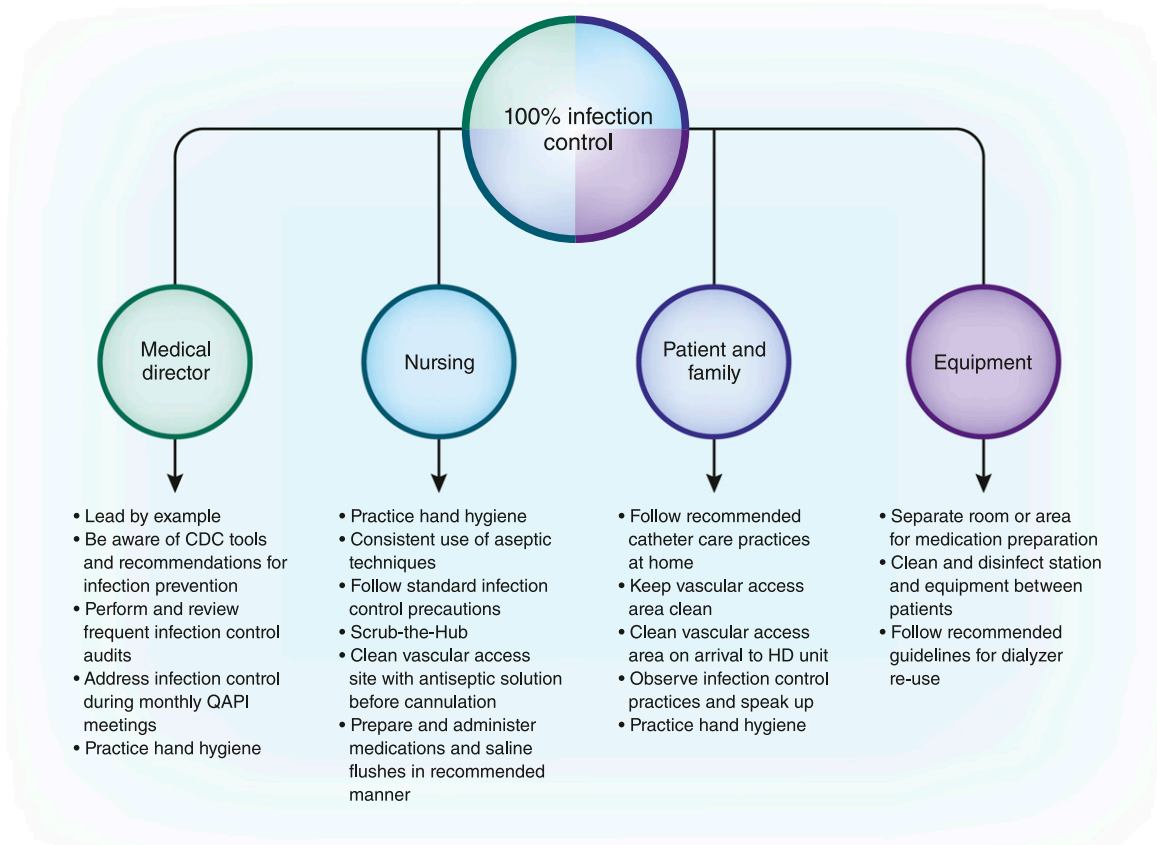 100% infection
control
Medical
director
Nursing
Patient and
family
Equipment
• Lead by example
• Be aware of CDC tools
and recommendations for
infection prevention
• Perform and review
frequent infection control
audits
• Address infection control
during monthly QAPI
meetings
• Practice hand hygiene
• Practice hand hygiene
• Consistent use of aseptic
techniques
• Follow standard infection
control precautions
• Scrub-the-Hub
• Clean vascular access
site with antiseptic solution
before cannulation
• Prepare and administer
medications and saline
flushes in recommended
manner
• Follow recommended
catheter care practices
at home
• Keep vascular access
area clean
• Clean vascular access
area on arrival to HD unit
• Observe infection control
practices and speak up
• Practice hand hygiene
• Separate room or area
for medication preparation
• Clean and disinfect station
and equipment between
patients
• Follow recommended
guidelines for dialyzer
re-use